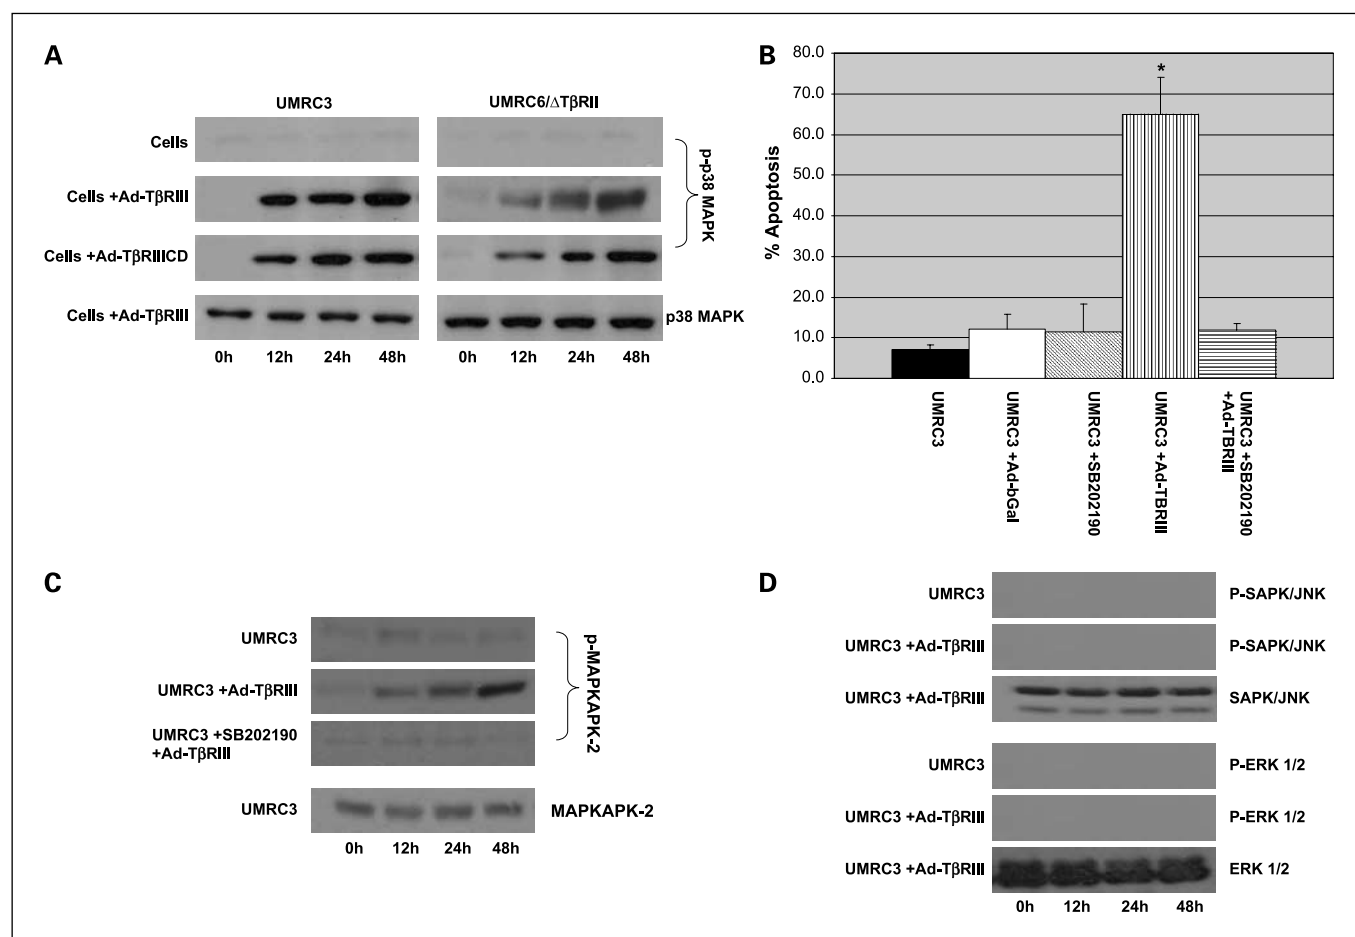 A
UMRC3
UMRC6/ΔTβRII
Cells
Cells +Ad-TβRIII
Cells +Ad-TβRIIICD
Cells +Ad-TβRIII
p-p38 MAPK
p38 MAPK
0h 12h 24h 48h 0h 12h 24h 48h
B
% Apoptosis
80.0
70.0
60.0
50.0
40.0
30.0
20.0
10.0
0.0
*
UMRC3
UMRC3 +Ad-bGal
UMRC3 +SB202190
UMRC3 +Ad-TBRIII
UMRC3 +SB202190
+Ad-TBRIII
C
UMRC3
UMRC3 +Ad-TβRIII
UMRC3 +SB202190
+Ad-TβRIII
p-MAPKAPK-2
UMRC3 MAPKAPK-2
0h 12h 24h 48h
D
UMRC3 P-SAPK/JNK
UMRC3 +Ad-TβRIII P-SAPK/JNK
UMRC3 +Ad-TβRIII SAPK/JNK
UMRC3 P-ERK 1/2
UMRC3 +Ad-TβRIII P-ERK 1/2
UMRC3 +Ad-TβRIII ERK 1/2
0h 12h 24h 48h